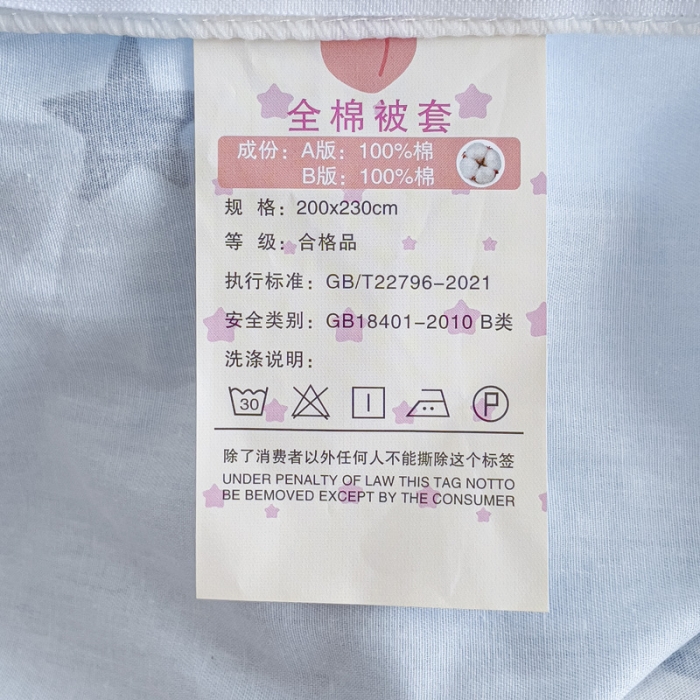 全棉被套
成份：A版：100%棉
B版：100%棉
规 格：200x230cm
等 级：合格品
执行标准：GB/T22796-2021
安全类别：GB18401-2010 B类
洗涤说明：
30
P
除了消费者以外任何人不能撕除这个标签
UNDER PENALTY OF LAW THIS TAG NOTTO
BE BEMOVED EXCEPT BY THE CONSUMER